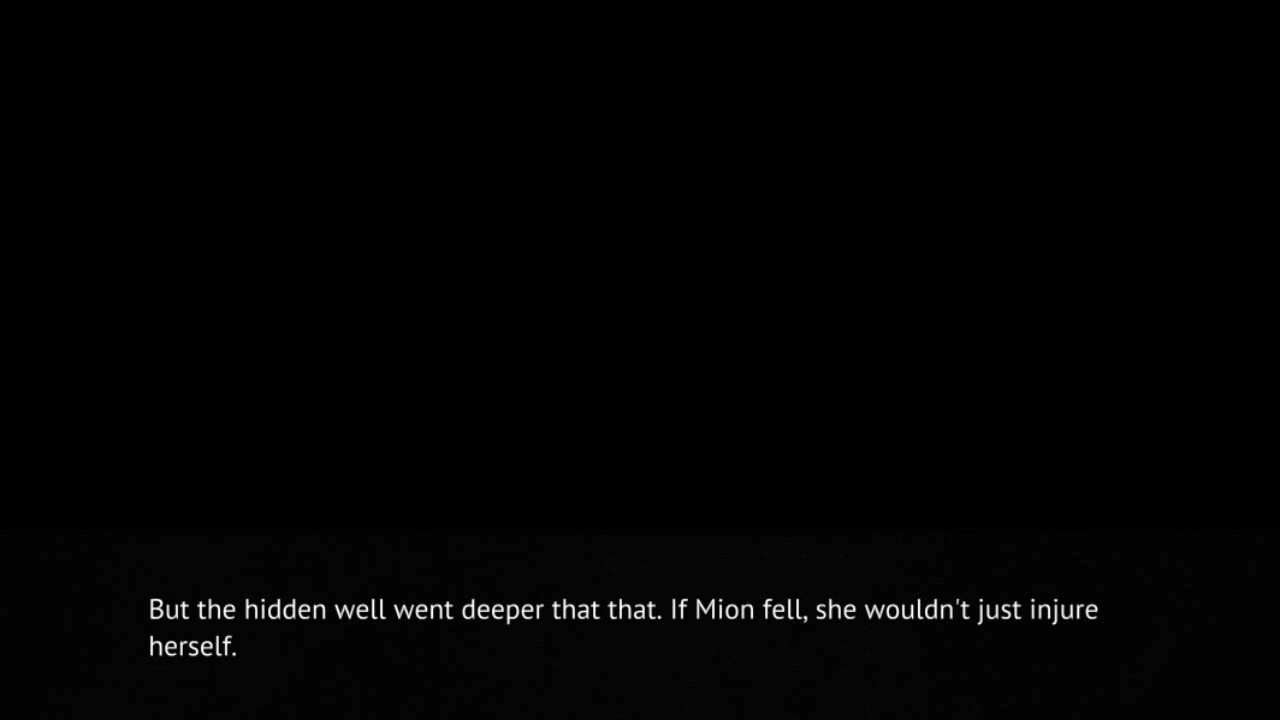 But the hidden well went deeper that that. If Mion fell, she wouldn't just injure
herself.